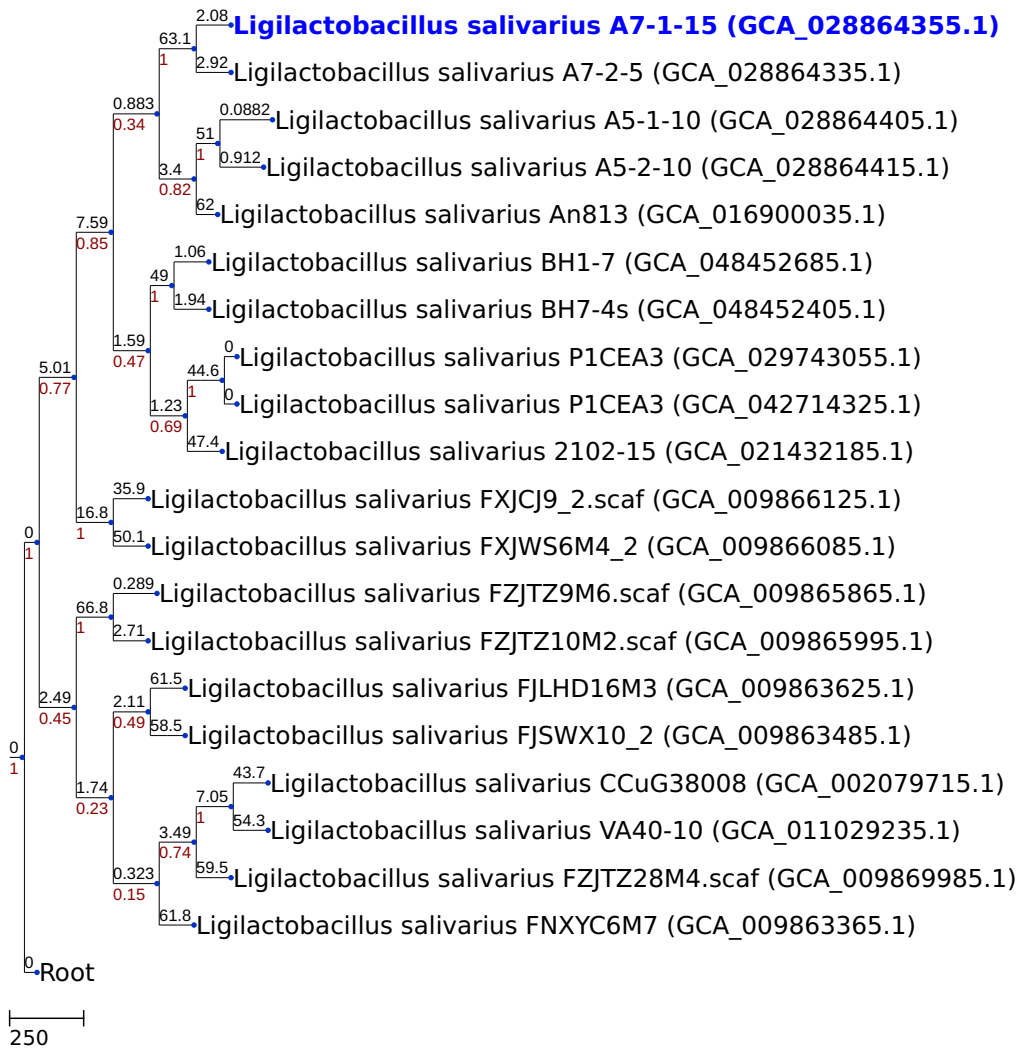 2.08
Ligilactobacillus salivarius A7-1-15 (GCA_028864355.1)
63.1
1
2.92
Ligilactobacillus salivarius A7-2-5 (GCA_028864335.1)
0.883
0.34
0.0882
Ligilactobacillus salivarius A5-1-10 (GCA_028864405.1)
51
1
0.912
Ligilactobacillus salivarius A5-2-10 (GCA_028864415.1)
3.4
0.82
62
Ligilactobacillus salivarius An813 (GCA_016900035.1)
7.59
0.85
1.06
Ligilactobacillus salivarius BH1-7 (GCA_048452685.1)
49
1
1.94
Ligilactobacillus salivarius BH7-4s (GCA_048452405.1)
1.59
0.47
0
Ligilactobacillus salivarius P1CEA3 (GCA_029743055.1)
44.6
1
0
Ligilactobacillus salivarius P1CEA3 (GCA_042714325.1)
1.23
0.69
47.4
Ligilactobacillus salivarius 2102-15 (GCA_021432185.1)
5.01
0.77
35.9
Ligilactobacillus salivarius FXJCJ9_2.scaf (GCA_009866125.1)
16.8
1
50.1
Ligilactobacillus salivarius FXJWS6M4_2 (GCA_009866085.1)
0
1
0.289
Ligilactobacillus salivarius FZJTZ9M6.scaf (GCA_009865865.1)
66.8
1
2.71
Ligilactobacillus salivarius FZJTZ10M2.scaf (GCA_009865995.1)
2.49
0.45
61.5
Ligilactobacillus salivarius FJLHD16M3 (GCA_009863625.1)
2.11
0.49
58.5
Ligilactobacillus salivarius FJSWX10_2 (GCA_009863485.1)
0
1
1.74
0.23
43.7
Ligilactobacillus salivarius CCuG38008 (GCA_002079715.1)
7.05
1
54.3
Ligilactobacillus salivarius VA40-10 (GCA_011029235.1)
3.49
0.74
59.5
Ligilactobacillus salivarius FZJTZ28M4.scaf (GCA_009869985.1)
0.323
0.15
61.8
Ligilactobacillus salivarius FNXYC6M7 (GCA_009863365.1)
0
Root
250